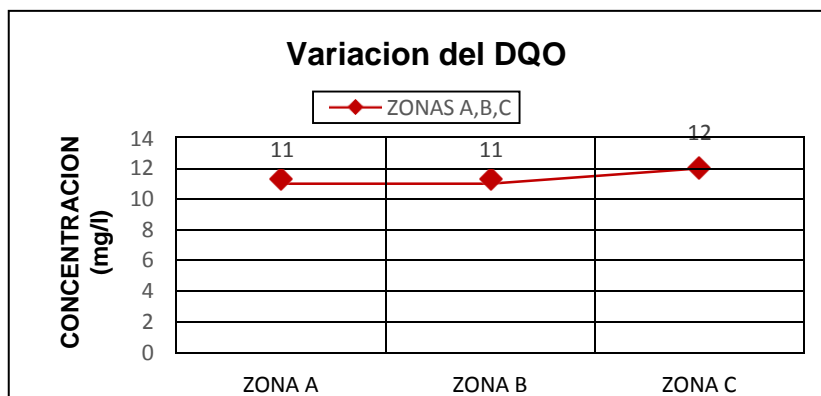 Variacion del DQO
ZONAS A,B,C
CONCENTRACION
(mg/l)
14
12
10
8
6
4
2
0
11
11
12
ZONA A
ZONA B
ZONA C